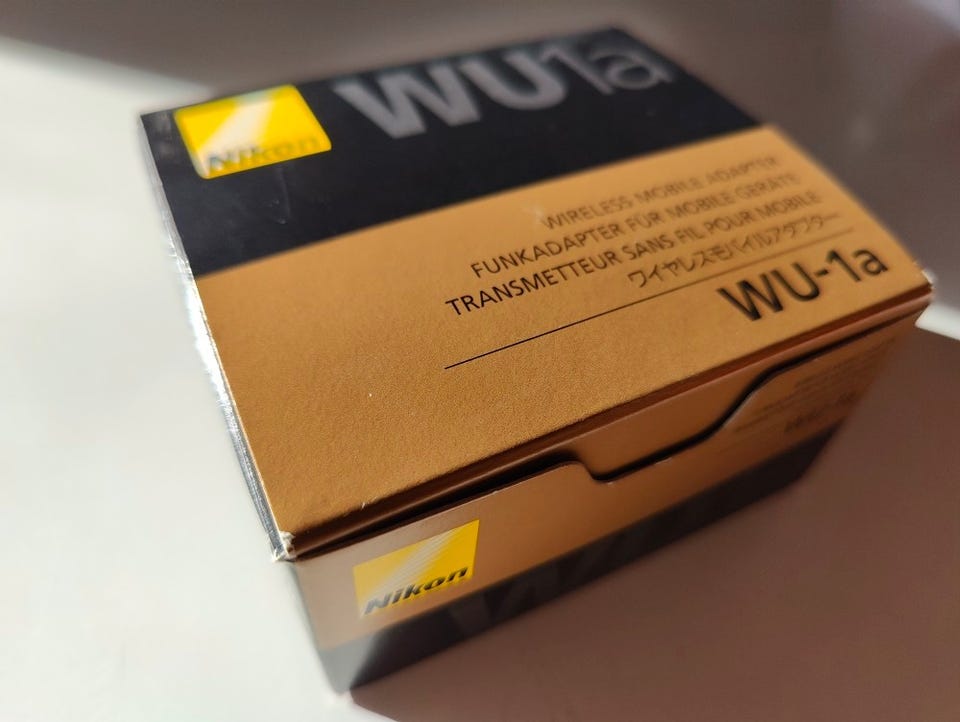 Nikon
WU1a
WIRELESS MOBILE ADAPTER
FUNKADAPTER FÜR MOBILE GERÄTE
TRANSMETTEUR SANS FIL POUR MOBILE
ワイヤレスモバイルアダプター
WU-1a
Nikon